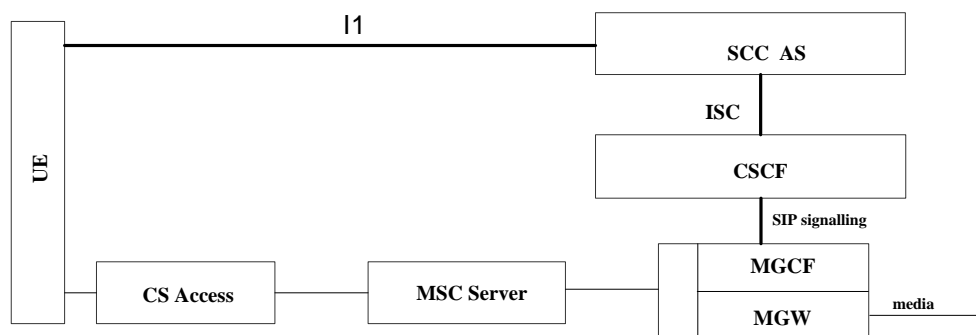 I1
SCC AS
ISC
CSCF
UE
SIP signalling
MGCF
CS Access
MSC Server
MGW
media